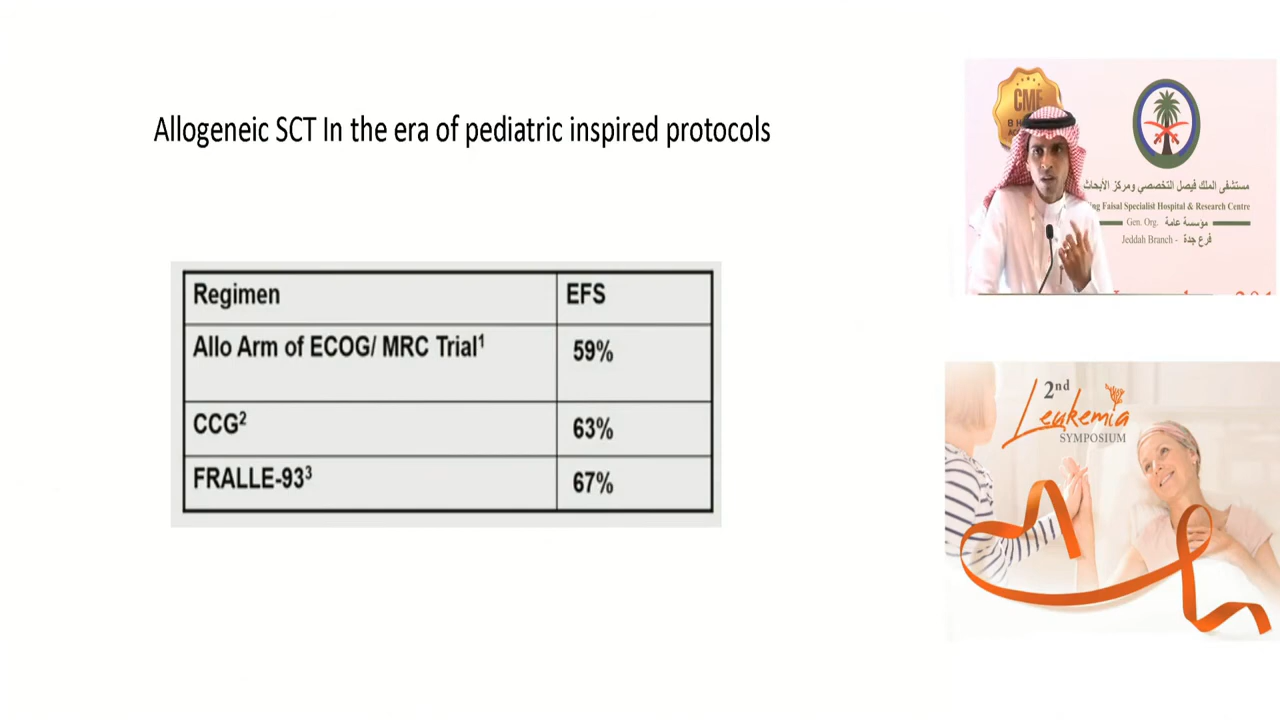 Allogeneic SCT In the era of pediatric inspired protocols
Regimen EFS
Allo Arm of ECOG/ MRC Trial¹ 59%
CCG² 63%
FRALLE-93³ 67%
CME
مستشفى الملك فيصل التخصصي ومركز الأبحاث
ng Faisal Specialist Hospital & Research Centre
Gen. Org. مؤسسة عامة
Jeddah Branch - فرع جدة
2nd
Leukemia
SYMPOSIUM